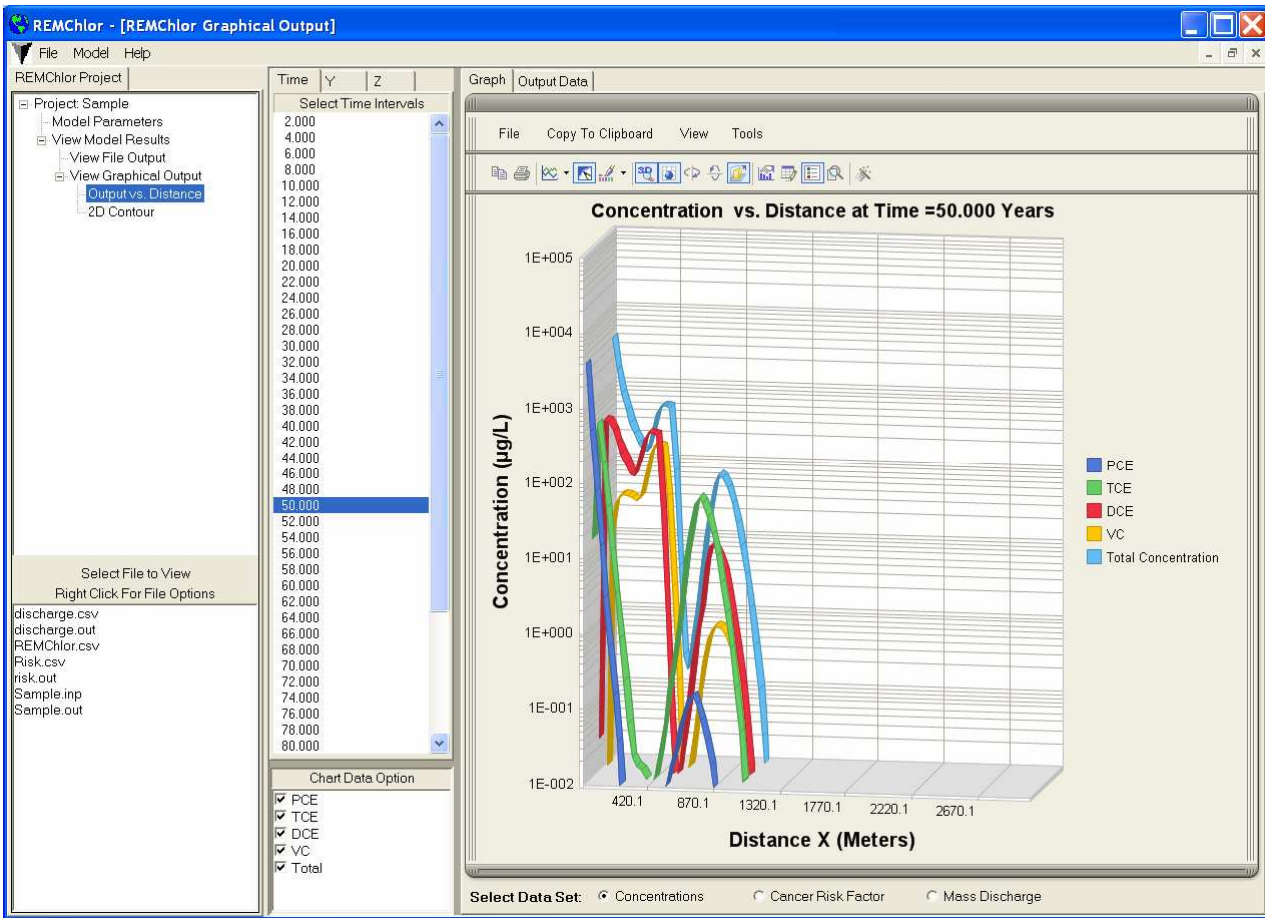 REMChlor - [REMChlor Graphical Output]
File Model Help
REMChlor Project
Project: Sample
Model Parameters
View Model Results
View File Output
View Graphical Output
Output vs. Distance
2D Contour
Select File to View
Right Click For File Options
discharge.csv
discharge.out
REMChlor.csv
Risk.csv
risk.out
Sample.inp
Sample.out
Time Y Z
Select Time Intervals
2.000
4.000
6.000
8.000
10.000
12.000
14.000
16.000
18.000
20.000
22.000
24.000
26.000
28.000
30.000
32.000
34.000
36.000
38.000
40.000
42.000
44.000
46.000
48.000
50.000
52.000
54.000
56.000
58.000
60.000
62.000
64.000
66.000
68.000
70.000
72.000
74.000
76.000
78.000
80.000
Chart Data Option
PCE
TCE
DCE
VC
Total
Graph Output Data
File Copy To Clipboard View Tools
3D
Concentration vs. Distance at Time =50.000 Years
Concentration (µg/L)
1E+005
1E+004
1E+003
1E+002
1E+001
1E+000
1E-001
1E-002
420.1 870.1 1320.1 1770.1 2220.1 2670.1
Distance X (Meters)
PCE
TCE
DCE
VC
Total Concentration
Select Data Set: Concentrations Cancer Risk Factor Mass Discharge